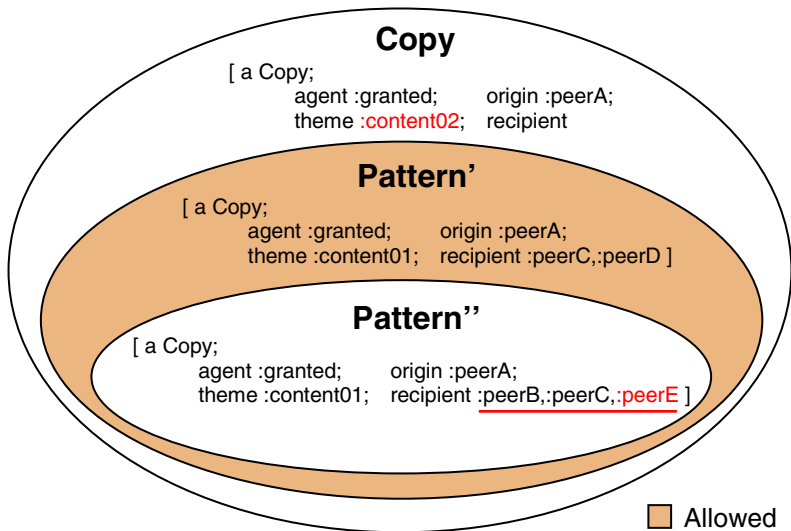 Copy
[ a Copy;
agent :granted; origin :peerA;
theme :content02; recipient
Pattern'
[ a Copy;
agent :granted; origin :peerA;
theme :content01; recipient :peerC,:peerD ]
Pattern''
[ a Copy;
agent :granted; origin :peerA;
theme :content01; recipient :peerB,:peerC,:peerE ]
Allowed